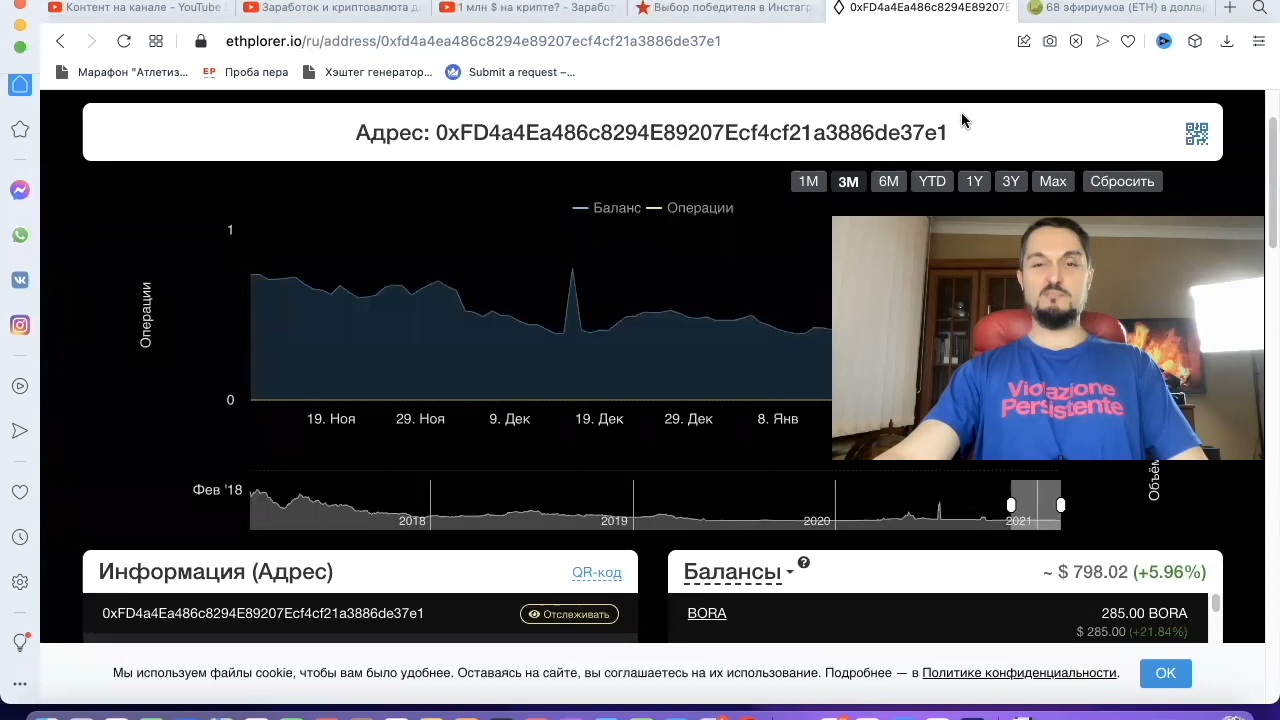 Контент на канале - YouTube
Заработок и криптовалюта д
1 млн $ на крипте? - Зарабо
Выбор победителя в Инстагр
0xFD4a4Ea486c8294E89207E
68 эфириумов (ETH) в долла
ethplorer.io/ru/address/0xfd4a4ea486c8294e89207ecf4cf21a3886de37e1
Марафон "Атлетиз...
EP
Проба пера
Хэштег генератор...
Submit a request –...
Адрес: 0xFD4a4Ea486c8294E89207Ecf4cf21a3886de37e1
1M 3M 6M YTD 1Y 3Y Max Сбросить
Баланс Операции
1
Операции
0
19. Ноя 29. Ноя 9. Дек 19. Дек 29. Дек 8. Янв
Violazione
Persistente
Объём
Фев '18
2018 2019 2020 2021
Информация (Адрес)
QR-код
0xFD4a4Ea486c8294E89207Ecf4cf21a3886de37e1
Отслеживать
Балансы
?
~ $ 798.02 (+5.96%)
BORA
285.00 BORA
$ 285.00 (+21.84%)
Мы используем файлы cookie, чтобы вам было удобнее. Оставаясь на сайте, вы соглашаетесь на их использование. Подробнее — в Политике конфиденциальности.
OK